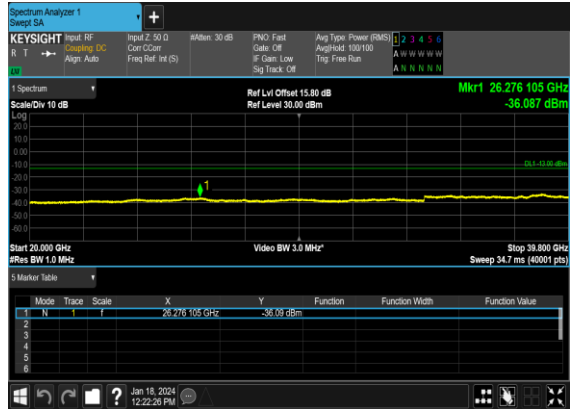 Spectrum Analyzer 1
Swept SA
+
KEYSIGHT Input: RF Input Z: 50 Ω #Atten: 30 dB PNO: Fast Avg Type: Power (RMS) 1 2 3 4 5 6
R T Coupling: DC Corr CCorr Gate: Off Avg|Hold: 100/100 A W W W W W
Align: Auto Freq Ref: Int (S) IF Gain: Low Trig: Free Run
Sig Track: Off A N N N N N
1 Spectrum Ref Lvl Offset 15.80 dB Mkr1 26.276 105 GHz
Scale/Div 10 dB Ref Level 30.00 dBm -36.087 dBm
Log
20.0
10.0
0.00
-10.0 DL1 -13.00 dBm
-20.0
1
-30.0
-40.0
-50.0
-60.0
Start 20.000 GHz Video BW 3.0 MHz* Stop 39.800 GHz
#Res BW 1.0 MHz Sweep 34.7 ms (40001 pts)
5 Marker Table
Mode Trace Scale X Y Function Function Width Function Value
1 N 1 f 26.276 105 GHz -36.09 dBm
2
3
4
5
6
? Jan 18, 2024
12:22:26 PM